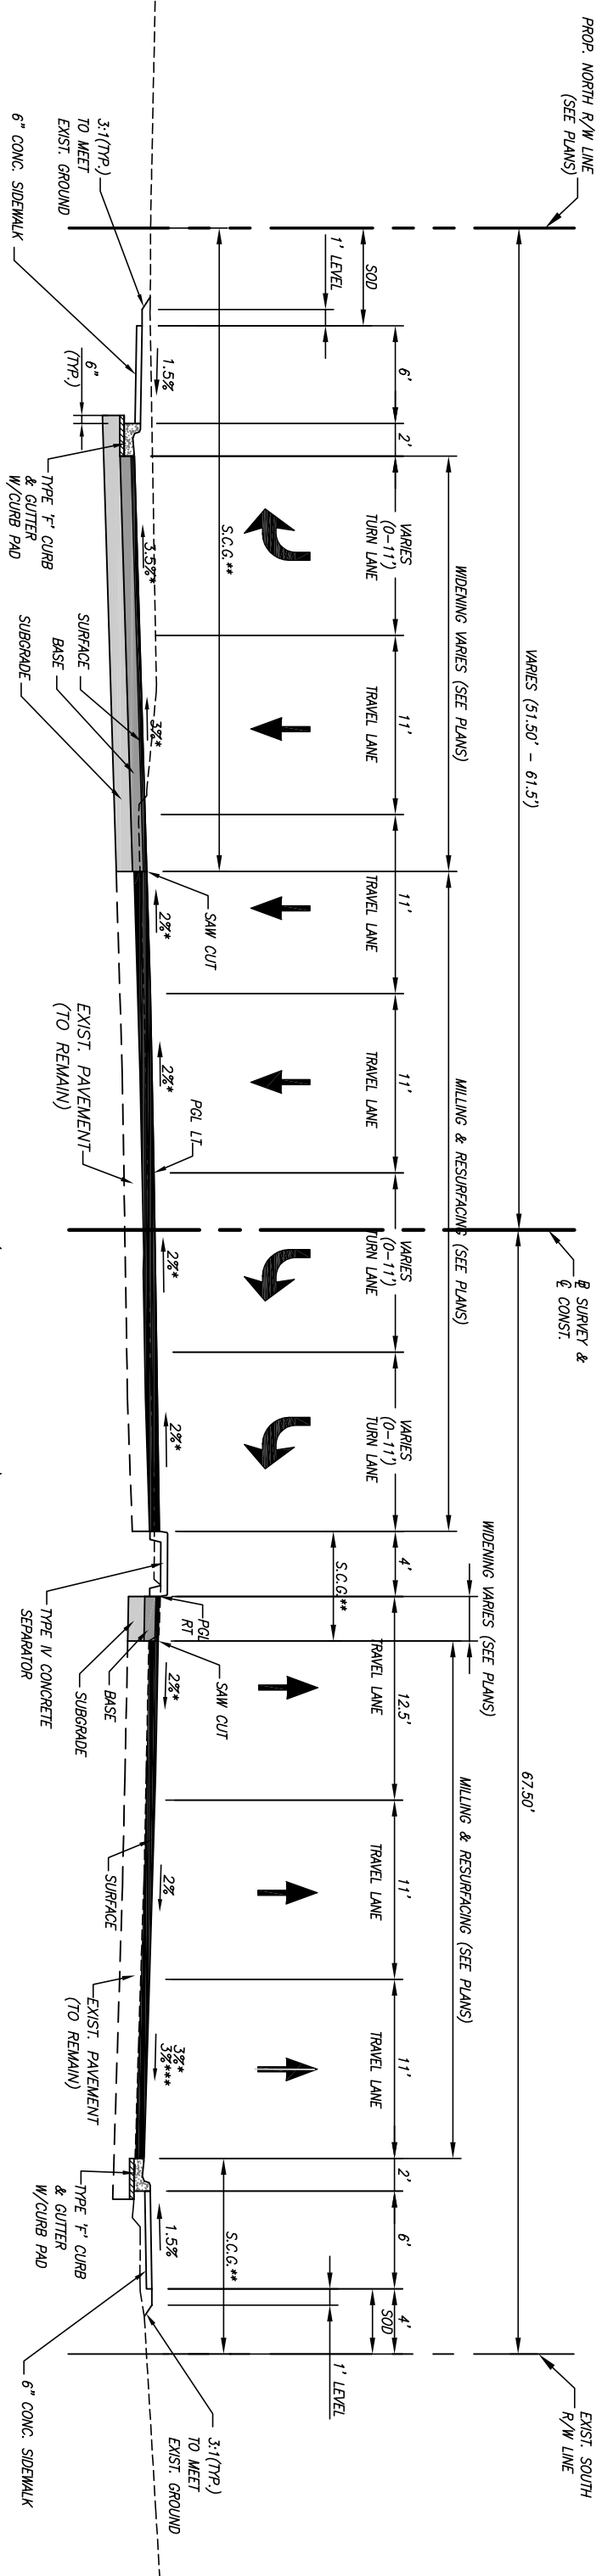 PROP. NORTH R/W LINE
(SEE PLANS)
VARIES (51.50' - 61.5')
℄ SURVEY &
℄ CONST.
67.50'
EXIST. SOUTH
R/W LINE
WIDENING VARIES (SEE PLANS)
MILLING & RESURFACING (SEE PLANS)
WIDENING VARIES (SEE PLANS)
MILLING & RESURFACING (SEE PLANS)
SOD
1' LEVEL
6'
2'
VARIES
(0-11')
TURN LANE
11'
TRAVEL LANE
11'
TRAVEL LANE
11'
TRAVEL LANE
VARIES
(0-11')
TURN LANE
VARIES
(0-11')
TURN LANE
4'
12.5'
TRAVEL LANE
11'
TRAVEL LANE
11'
TRAVEL LANE
2'
6'
4'
SOD
1' LEVEL
S.C.G.**
S.C.G.**
S.C.G.**
3:1(TYP.)
TO MEET
EXIST. GROUND
6" CONC. SIDEWALK
1.5%
6"
(TYP.)
TYPE 'F' CURB
& GUTTER
W/CURB PAD
3.5%*
3%*
SURFACE
BASE
SUBGRADE
SAW CUT
2%*
2%*
PGL LT
EXIST. PAVEMENT
(TO REMAIN)
2%*
2%*
TYPE IV CONCRETE
SEPARATOR
PGL
RT
SAW CUT
BASE
SUBGRADE
2%*
2%
SURFACE
3%*
3%***
EXIST. PAVEMENT
(TO REMAIN)
TYPE 'F' CURB
& GUTTER
W/CURB PAD
1.5%
6" CONC. SIDEWALK
3:1(TYP.)
TO MEET
EXIST. GROUND